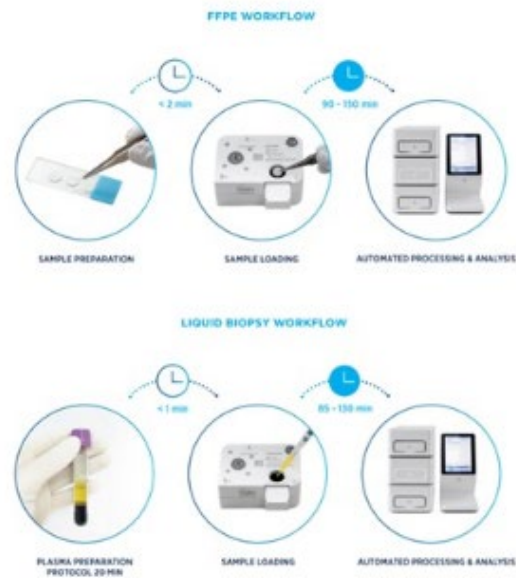 FFPE WORKFLOW
< 2 min
90 - 150 min
SAMPLE PREPARATION
SAMPLE LOADING
AUTOMATED PROCESSING & ANALYSIS
LIQUID BIOPSY WORKFLOW
< 1 min
85 - 130 min
PLASMA PREPARATION
PROTOCOL 20 MIN
SAMPLE LOADING
AUTOMATED PROCESSING & ANALYSIS